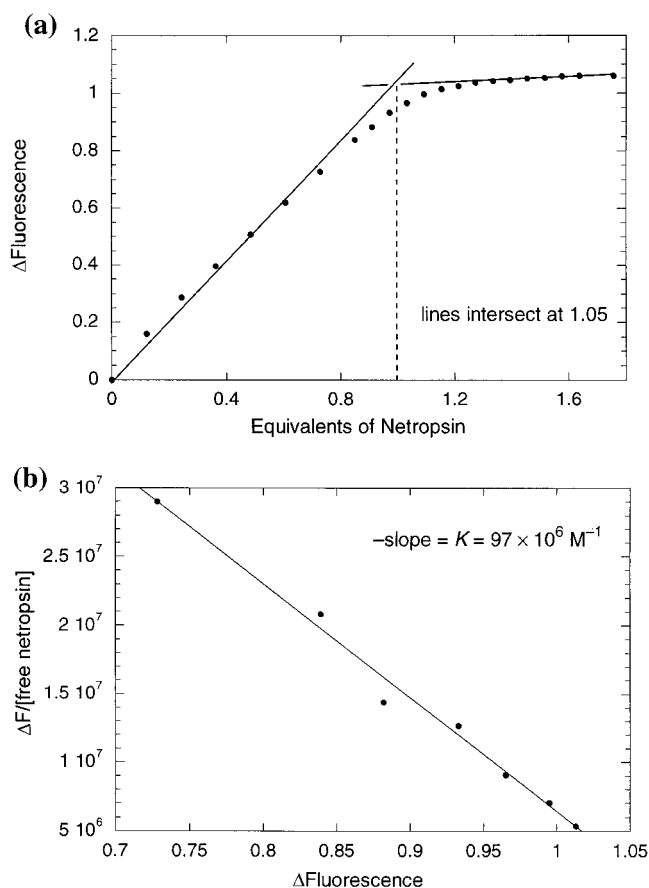 (a)
1.2
1
0.8
0.6
0.4
0.2
0
ΔFluorescence
lines intersect at 1.05
0 0.4 0.8 1.2 1.6
Equivalents of Netropsin
(b)
3 10⁷
2.5 10⁷
2 10⁷
1.5 10⁷
1 10⁷
5 10⁶
ΔF/[free netropsin]
–slope = K = 97 × 10⁶ M⁻¹
0.7 0.75 0.8 0.85 0.9 0.95 1 1.05
ΔFluorescence